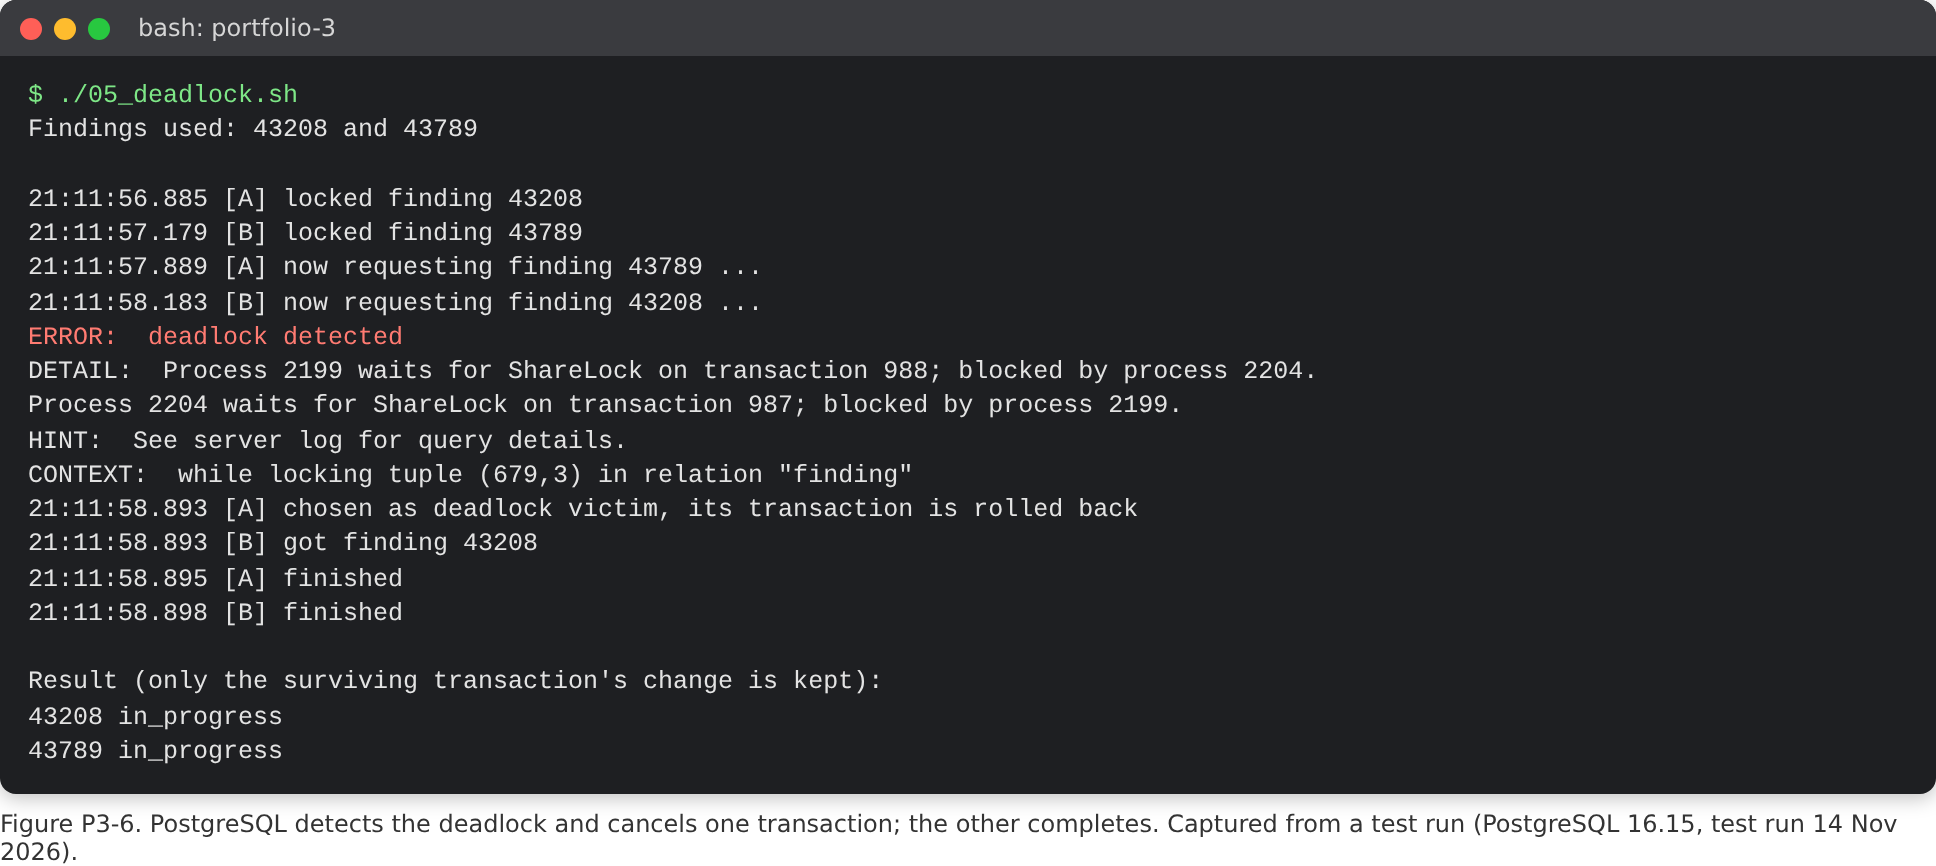 bash: portfolio-3
$ ./05_deadlock.sh
Findings used: 43208 and 43789
21:11:56.885 [A] locked finding 43208
21:11:57.179 [B] locked finding 43789
21:11:57.889 [A] now requesting finding 43789 ...
21:11:58.183 [B] now requesting finding 43208 ...
ERROR:  deadlock detected
DETAIL:  Process 2199 waits for ShareLock on transaction 988; blocked by process 2204.
Process 2204 waits for ShareLock on transaction 987; blocked by process 2199.
HINT:  See server log for query details.
CONTEXT:  while locking tuple (679,3) in relation "finding"
21:11:58.893 [A] chosen as deadlock victim, its transaction is rolled back
21:11:58.893 [B] got finding 43208
21:11:58.895 [A] finished
21:11:58.898 [B] finished
Result (only the surviving transaction's change is kept):
43208 in_progress
43789 in_progress
Figure P3-6. PostgreSQL detects the deadlock and cancels one transaction; the other completes. Captured from a test run (PostgreSQL 16.15, test run 14 Nov
2026).